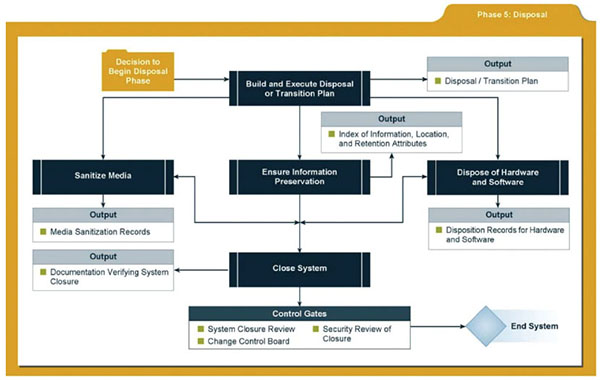 Phase 5: Disposal
Decision to
Begin Disposal
Phase
Build and Execute Disposal
or Transition Plan
Output
Disposal / Transition Plan
Output
Index of Information, Location,
and Retention Attributes
Sanitize Media
Ensure Information
Preservation
Dispose of Hardware
and Software
Output
Media Sanitization Records
Output
Disposition Records for Hardware
and Software
Output
Documentation Verifying System
Closure
Close System
Control Gates
System Closure Review
Change Control Board
Security Review of
Closure
End System